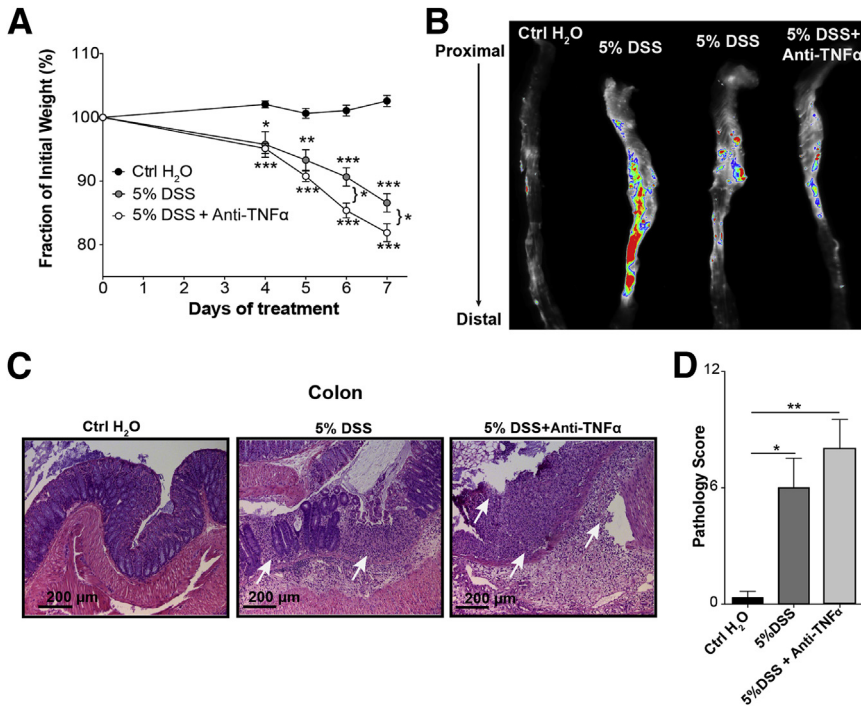 A
110
100
90
80
Fraction of Initial Weight (%)
*
**
***
***
***
***
***
***
} *
} *
Ctrl H₂O
5% DSS
5% DSS + Anti-TNFα
0 1 2 3 4 5 6 7
Days of treatment
B
Proximal
Distal
Ctrl H₂O
5% DSS
5% DSS
5% DSS+
Anti-TNFα
C
Colon
Ctrl H₂O
5% DSS
5% DSS+Anti-TNFα
200 μm
200 μm
200 μm
D
12
6
0
Pathology Score
**
*
Ctrl H₂O
5%DSS
5%DSS + Anti-TNFα